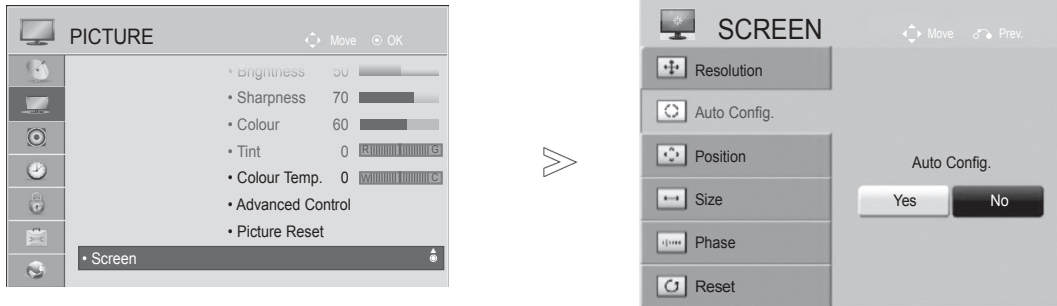 PICTURE
Move OK
• Brightness 50
• Sharpness 70
• Colour 60
• Tint 0 R G
• Colour Temp. 0 W C
• Advanced Control
• Picture Reset
• Screen
SCREEN
Move Prev.
Resolution
Auto Config.
Position
Size
Phase
Reset
Auto Config.
Yes No